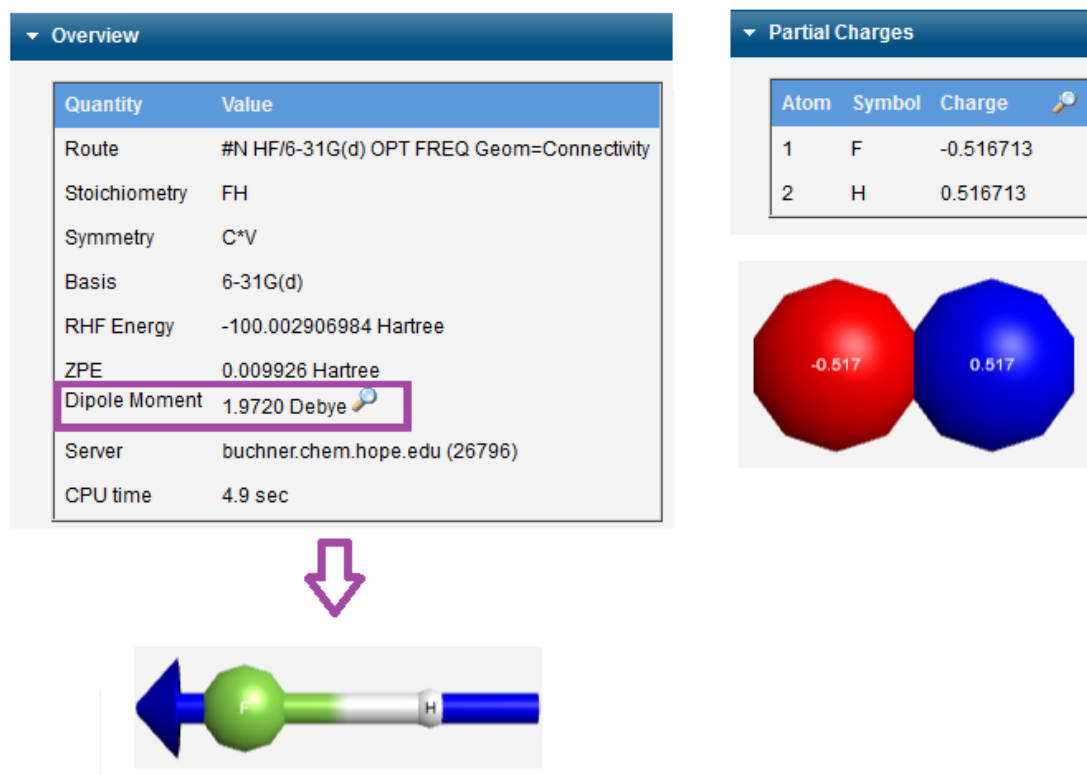 Overview
Quantity Value
Route #N HF/6-31G(d) OPT FREQ Geom=Connectivity
Stoichiometry FH
Symmetry C*V
Basis 6-31G(d)
RHF Energy -100.002906984 Hartree
ZPE 0.009926 Hartree
Dipole Moment 1.9720 Debye
Server buchner.chem.hope.edu (26796)
CPU time 4.9 sec
Partial Charges
Atom Symbol Charge
1 F -0.516713
2 H 0.516713
-0.517 0.517
F H